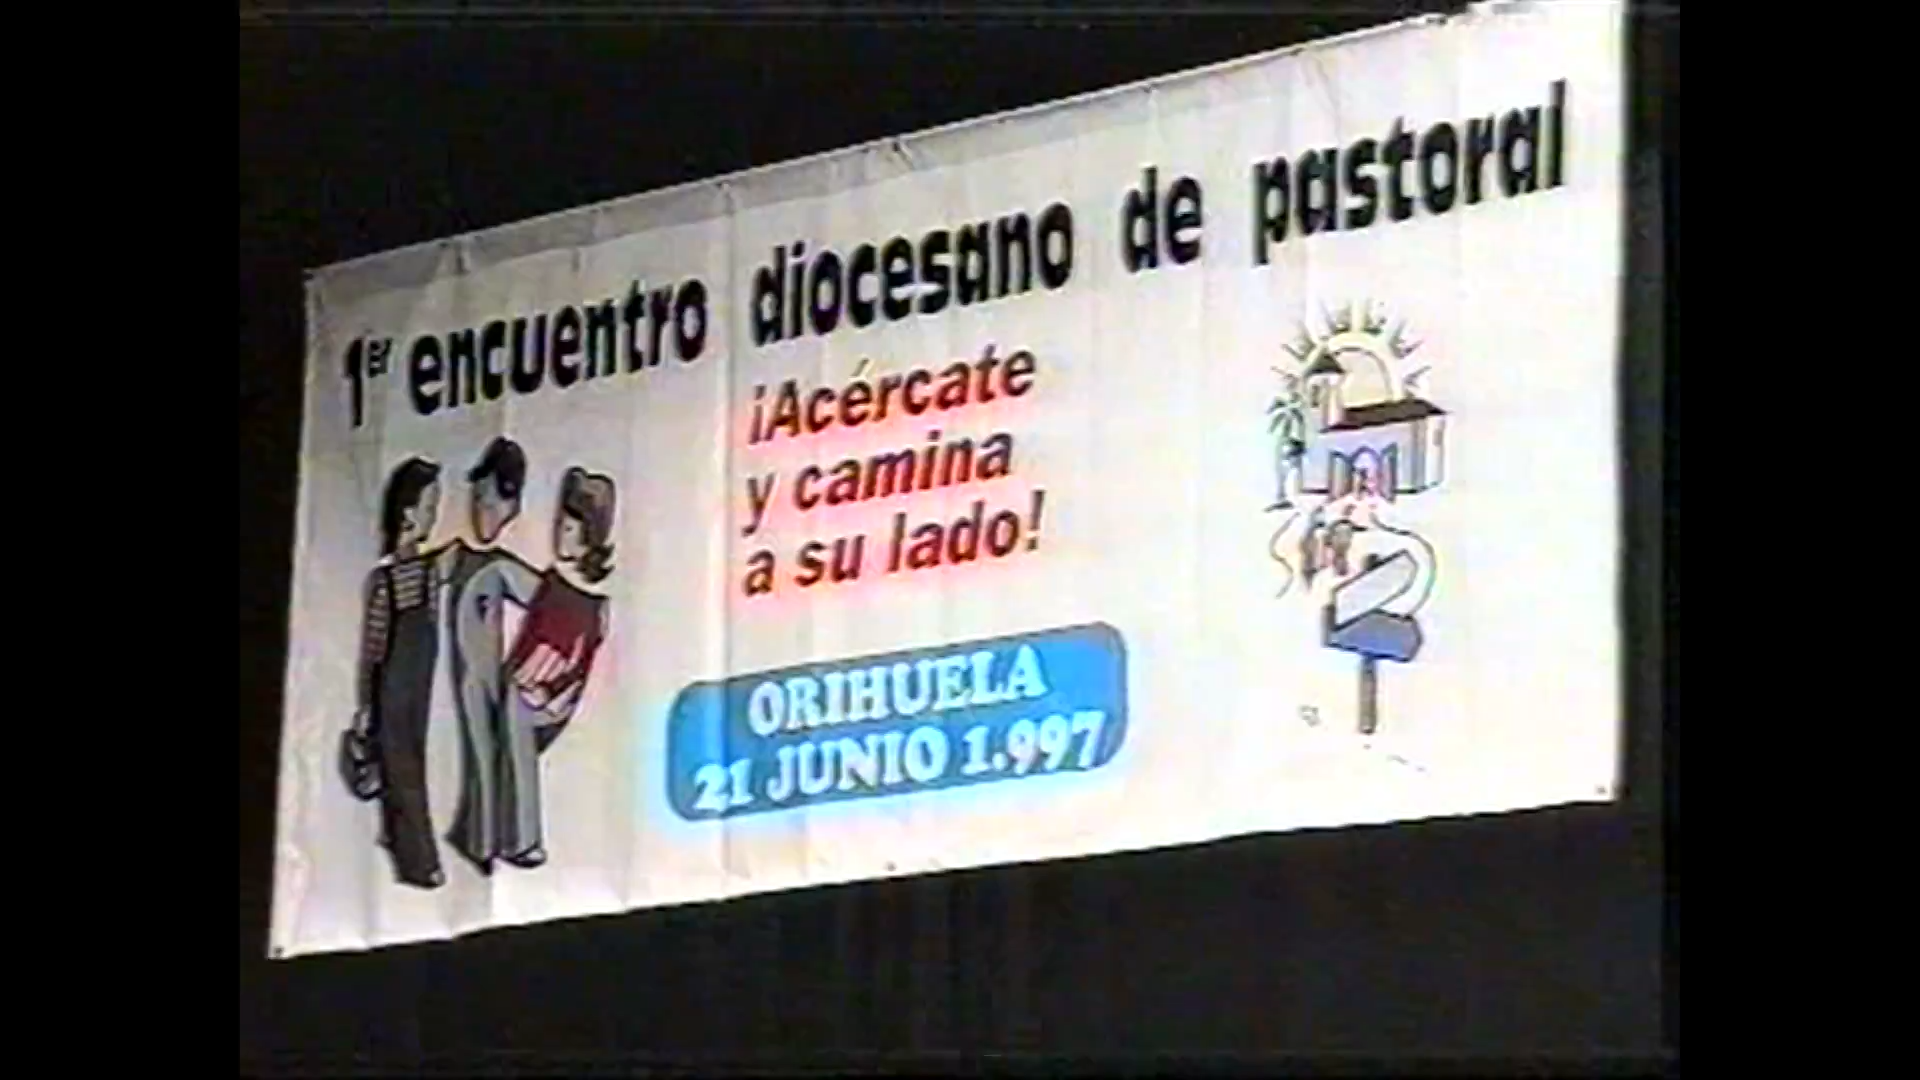 1er encuentro diocesano de pastoral
¡Acércate
y camina
a su lado!
ORIHUELA
21 JUNIO 1.997